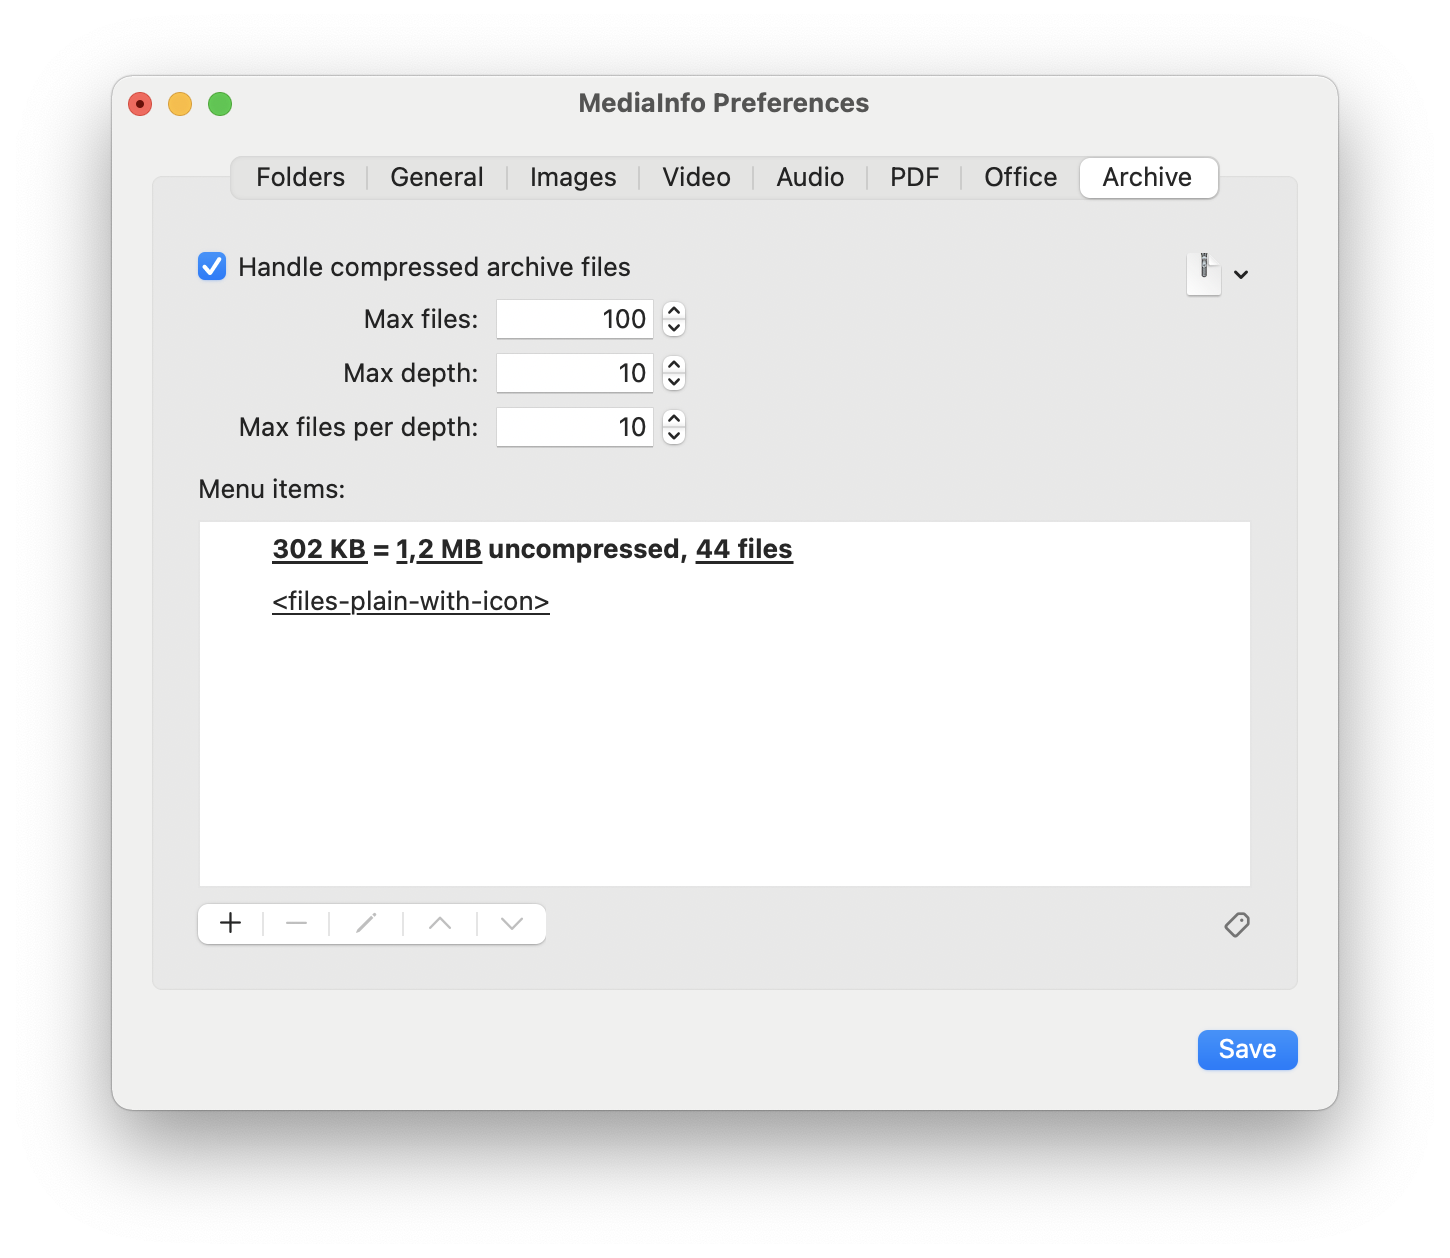 MediaInfo Preferences
Folders General Images Video Audio PDF Office Archive
Handle compressed archive files
Max files: 100
Max depth: 10
Max files per depth: 10
Menu items:
302 KB = 1,2 MB uncompressed, 44 files
<files-plain-with-icon>
Save